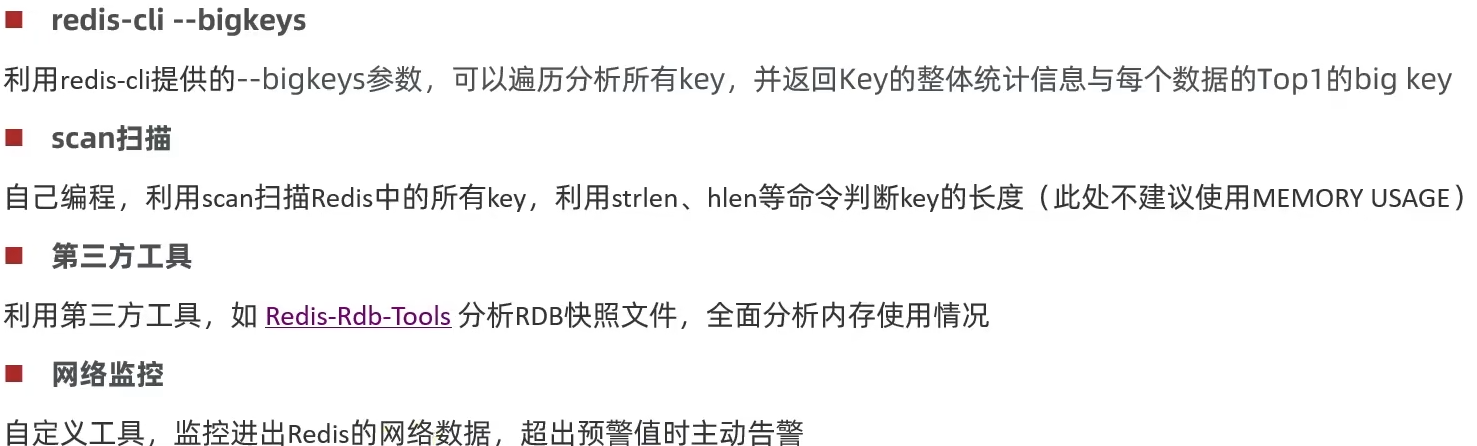 redis-cli --bigkeys
利用redis-cli提供的--bigkeys参数，可以遍历分析所有key，并返回Key的整体统计信息与每个数据的Top1的big key
scan扫描
自己编程，利用scan扫描Redis中的所有key，利用strlen、hlen等命令判断key的长度（此处不建议使用MEMORY USAGE）
第三方工具
利用第三方工具，如 Redis-Rdb-Tools 分析RDB快照文件，全面分析内存使用情况
网络监控
自定义工具，监控进出Redis的网络数据，超出预警值时主动告警